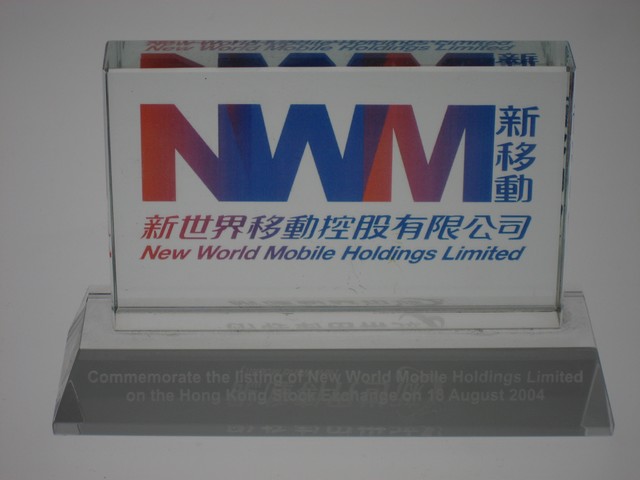 NWM 新移動
新世界移動控股有限公司
New World Mobile Holdings Limited
Commemorate the listing of New World Mobile Holdings Limited
on the Hong Kong Stock Exchange on 18 August 2004